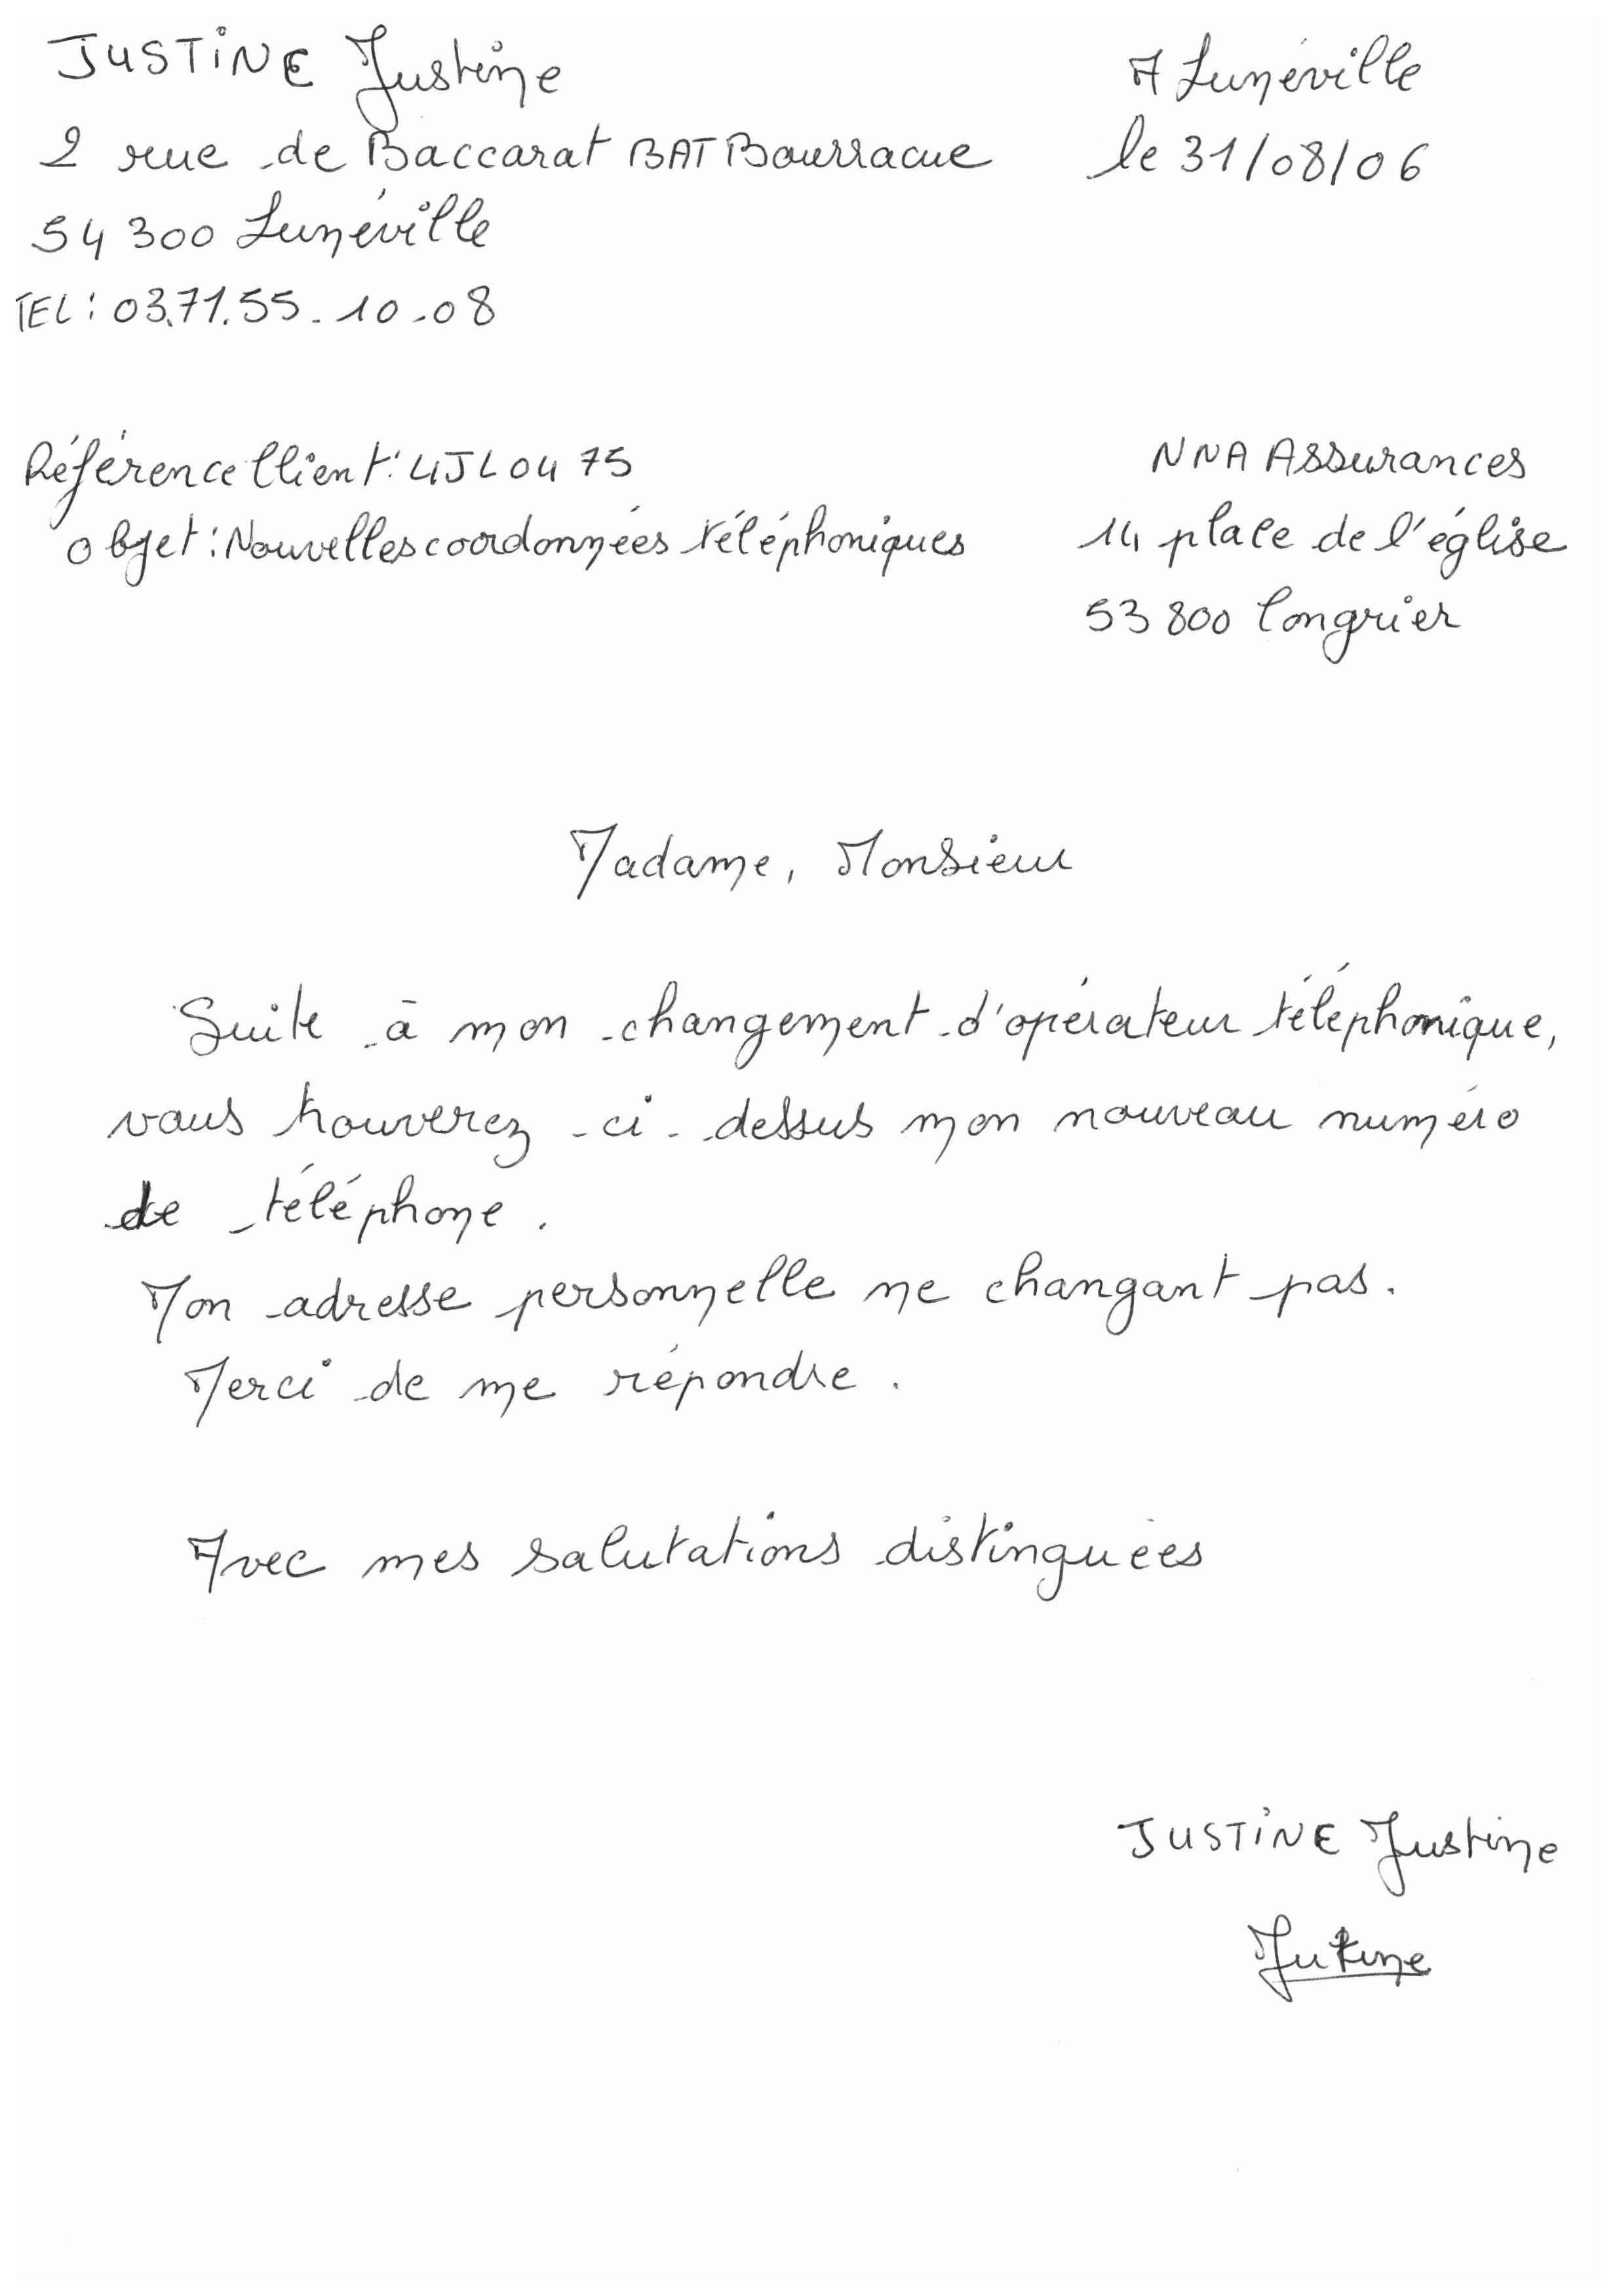 JUSTINE Justine
2 rue de Baccarat BAT Bourracue
54 300 Lunéville
TEL : 03.71.55.10.08
A Lunéville
le 31/08/06
Référence Client : 4JL0475
objet : Nouvelles coordonnées téléphoniques
NNA Assurances
14 place de l'église
53 800 Congrier
Madame, Monsieur
Suite à mon changement d'opérateur téléphonique,
vous trouverez ci-dessus mon nouveau numéro
de téléphone.
Mon adresse personnelle ne changant pas.
Merci de me répondre.
Avec mes salutations distinguées
JUSTINE Justine